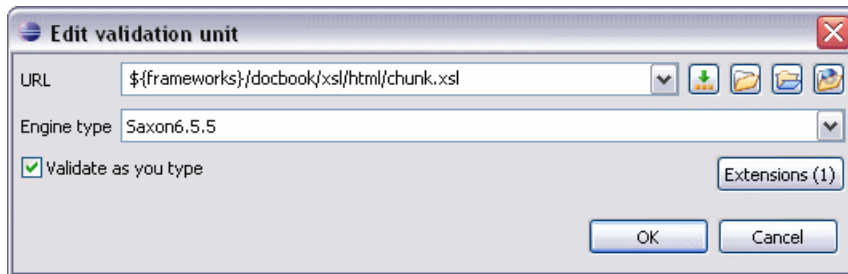 Edit validation unit
URL ${frameworks}/docbook/xsl/html/chunk.xsl
Engine type Saxon6.5.5
Validate as you type Extensions (1)
OK Cancel